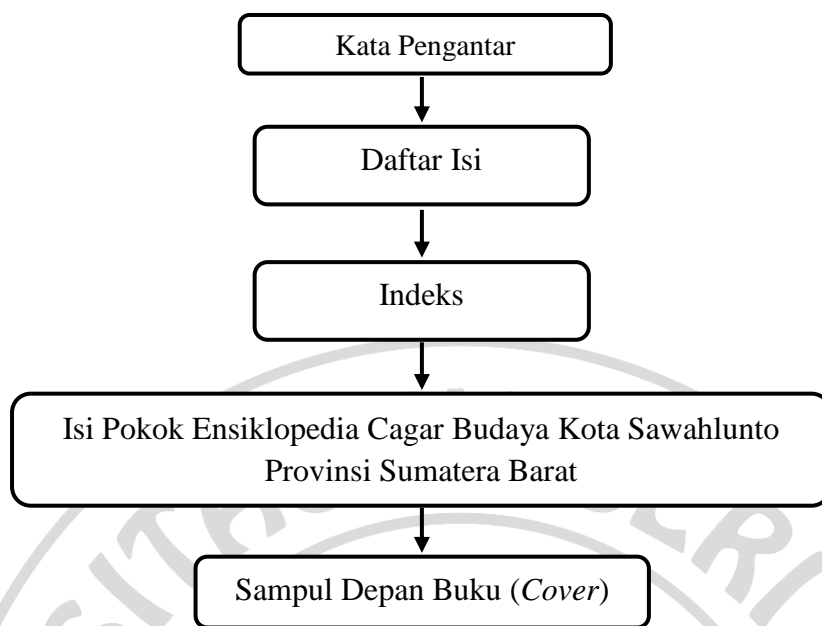 Kata Pengantar
Daftar Isi
Indeks
Isi Pokok Ensiklopedia Cagar Budaya Kota Sawahlunto
Provinsi Sumatera Barat
Sampul Depan Buku (Cover)